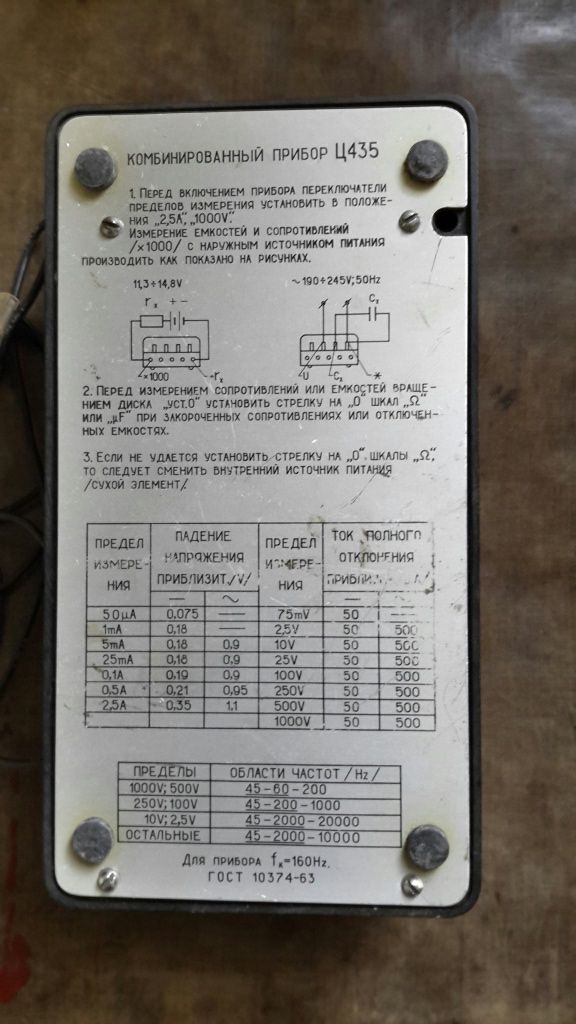 КОМБИНИРОВАННЫЙ ПРИБОР Ц435
1. ПЕРЕД ВКЛЮЧЕНИЕМ ПРИБОРА ПЕРЕКЛЮЧАТЕЛИ
ПРЕДЕЛОВ ИЗМЕРЕНИЯ УСТАНОВИТЬ В ПОЛОЖЕ-
НИЯ „2,5А", „1000V".
ИЗМЕРЕНИЕ ЕМКОСТЕЙ И СОПРОТИВЛЕНИЙ
/×1000/ С НАРУЖНЫМ ИСТОЧНИКОМ ПИТАНИЯ
ПРОИЗВОДИТЬ КАК ПОКАЗАНО НА РИСУНКАХ.
11,3÷14,8V ~190÷245V; 50Hz
rx + − Cx
×1000 -rx U Cx *
2. ПЕРЕД ИЗМЕРЕНИЕМ СОПРОТИВЛЕНИЙ ИЛИ ЕМКОСТЕЙ ВРАЩЕ-
НИЕМ ДИСКА „УСТ.0" УСТАНОВИТЬ СТРЕЛКУ НА „0" ШКАЛ „Ω"
ИЛИ „µF" ПРИ ЗАКОРОЧЕННЫХ СОПРОТИВЛЕНИЯХ ИЛИ ОТКЛЮЧЕН-
НЫХ ЕМКОСТЯХ.
3. ЕСЛИ НЕ УДАЕТСЯ УСТАНОВИТЬ СТРЕЛКУ НА „0" ШКАЛЫ „Ω",
ТО СЛЕДУЕТ СМЕНИТЬ ВНУТРЕННИЙ ИСТОЧНИК ПИТАНИЯ
/СУХОЙ ЭЛЕМЕНТ/.
ПРЕДЕЛ ИЗМЕРЕ- НИЯ ПАДЕНИЕ НАПРЯЖЕНИЯ ПРИБЛИЗИТ. /V/ ПРЕДЕЛ ИЗМЕРЕ- НИЯ ТОК ПОЛНОГО ОТКЛОНЕНИЯ
— ~ —
50µA 0,075 — 75mV 50 —
1mA 0,18 — 2,5V 50 500
5mA 0,18 0,9 10V 50 500
25mA 0,18 0,9 25V 50 500
0,1A 0,19 0,9 100V 50 500
0,5A 0,21 0,95 250V 50 500
2,5A 0,35 1,1 500V 50 500
1000V 50 500
ПРЕДЕЛЫ ОБЛАСТИ ЧАСТОТ /Hz/
1000V; 500V 45-60-200
250V; 100V 45-200-1000
10V; 2,5V 45-2000-20000
ОСТАЛЬНЫЕ 45-2000-10000
ДЛЯ ПРИБОРА fx=160Hz.
ГОСТ 10374-63